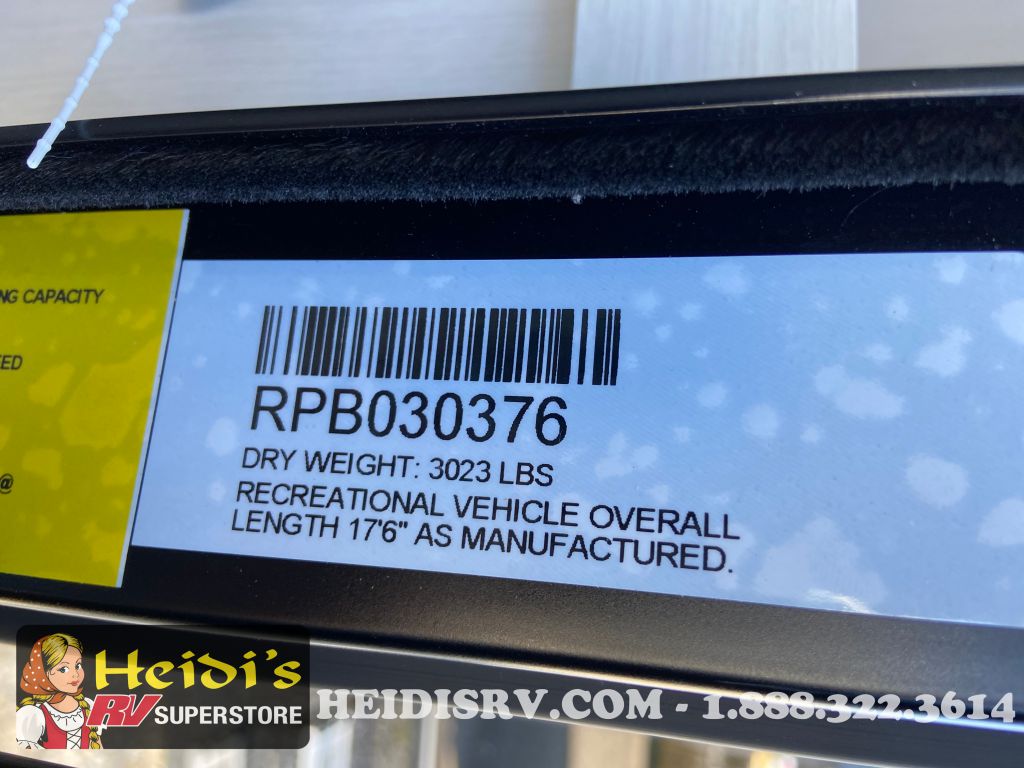 NG CAPACITY
EED
@
RPB030376
DRY WEIGHT: 3023 LBS
RECREATIONAL VEHICLE OVERALL
LENGTH 17'6" AS MANUFACTURED.
Heidi's
RV SUPERSTORE
HEIDISRV.COM - 1.888.322.3614